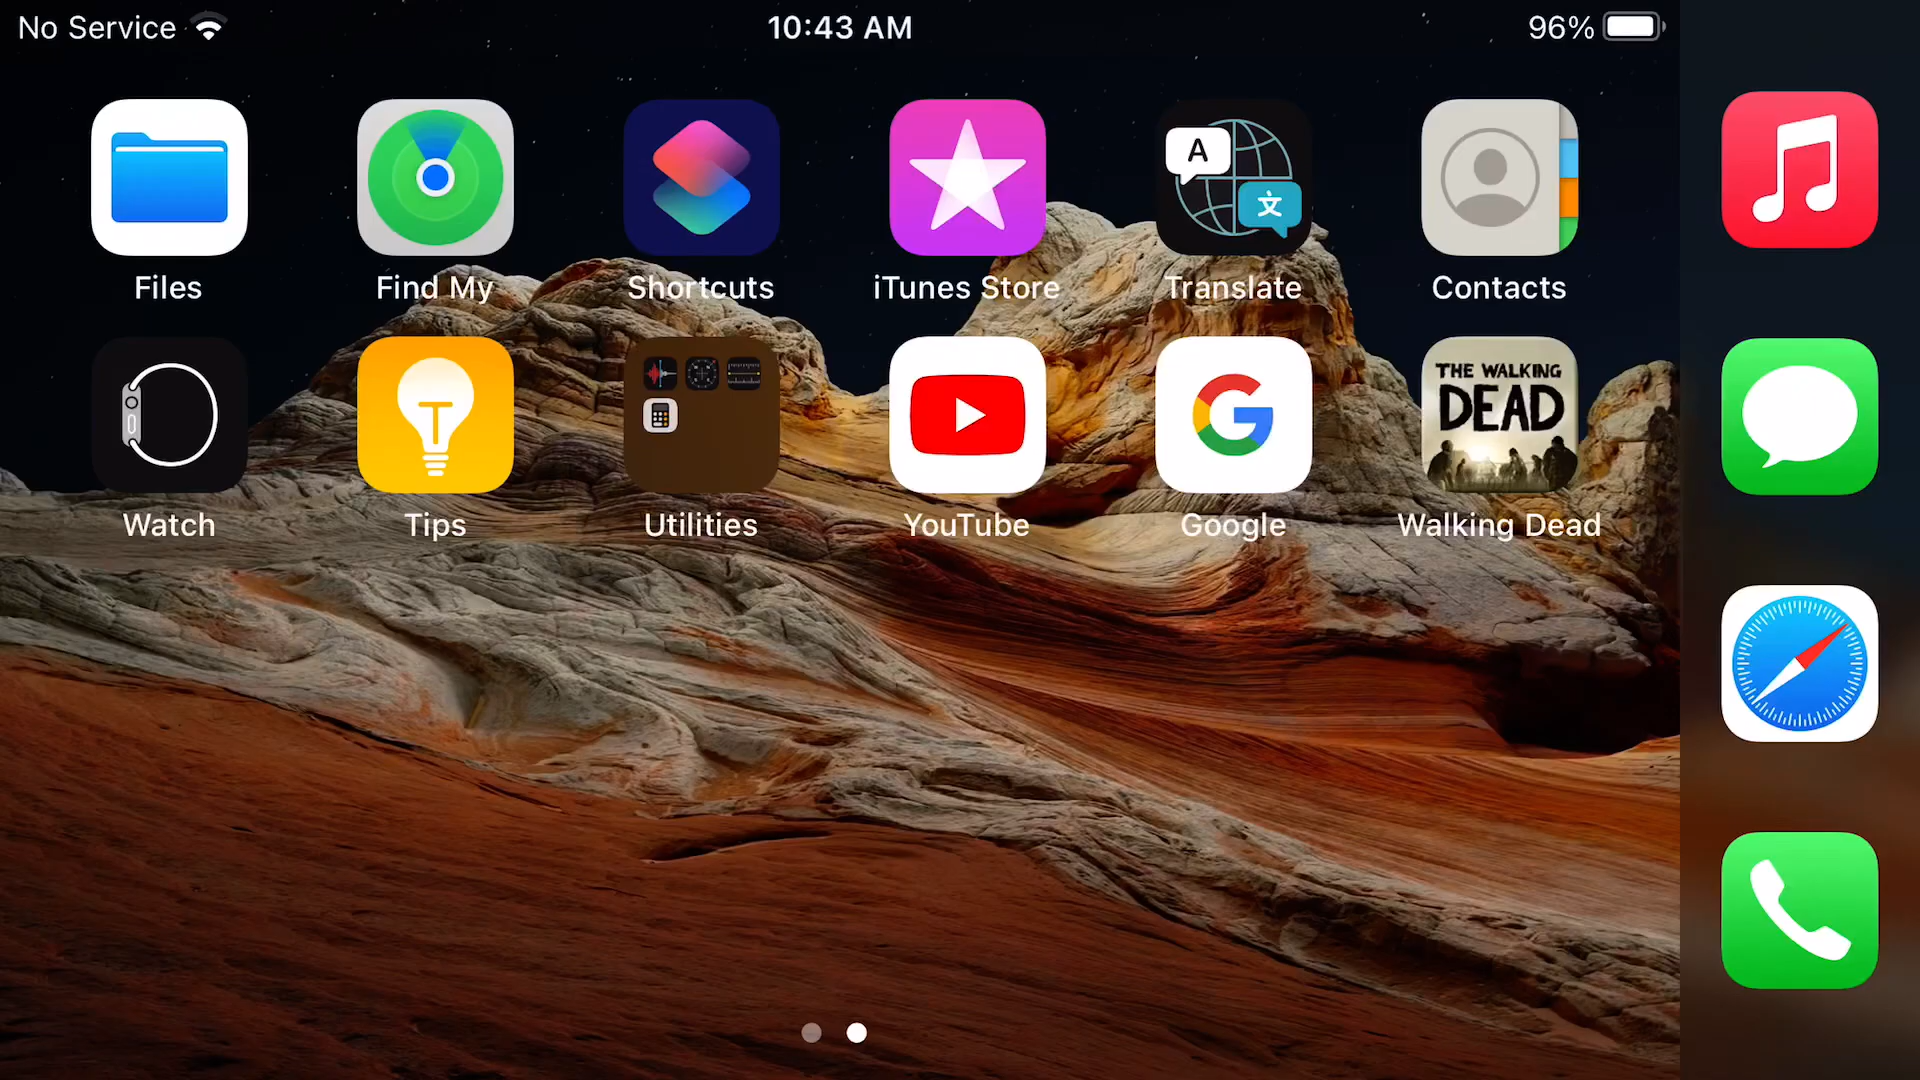 No Service
10:43 AM
96%
Files
Find My
Shortcuts
iTunes Store
A
文
Translate
Contacts
THE WALKING
DEAD
Watch
Tips
Utilities
YouTube
Google
Walking Dead